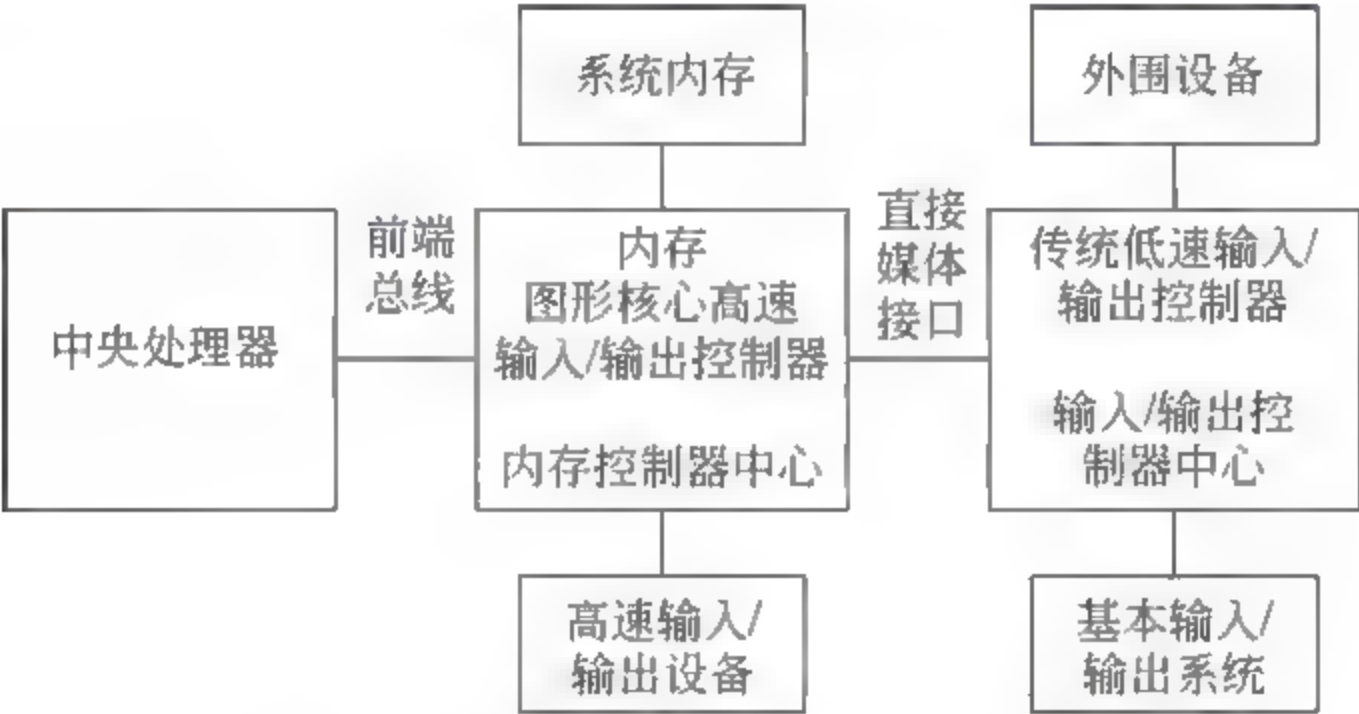 系统内存
外围设备
中央处理器
前端
总线
内存
图形核心高速
输入/输出控制器
内存控制器中心
直接
媒体
接口
传统低速输入/
输出控制器
输入/输出控
制器中心
高速输入/
输出设备
基本输入/
输出系统